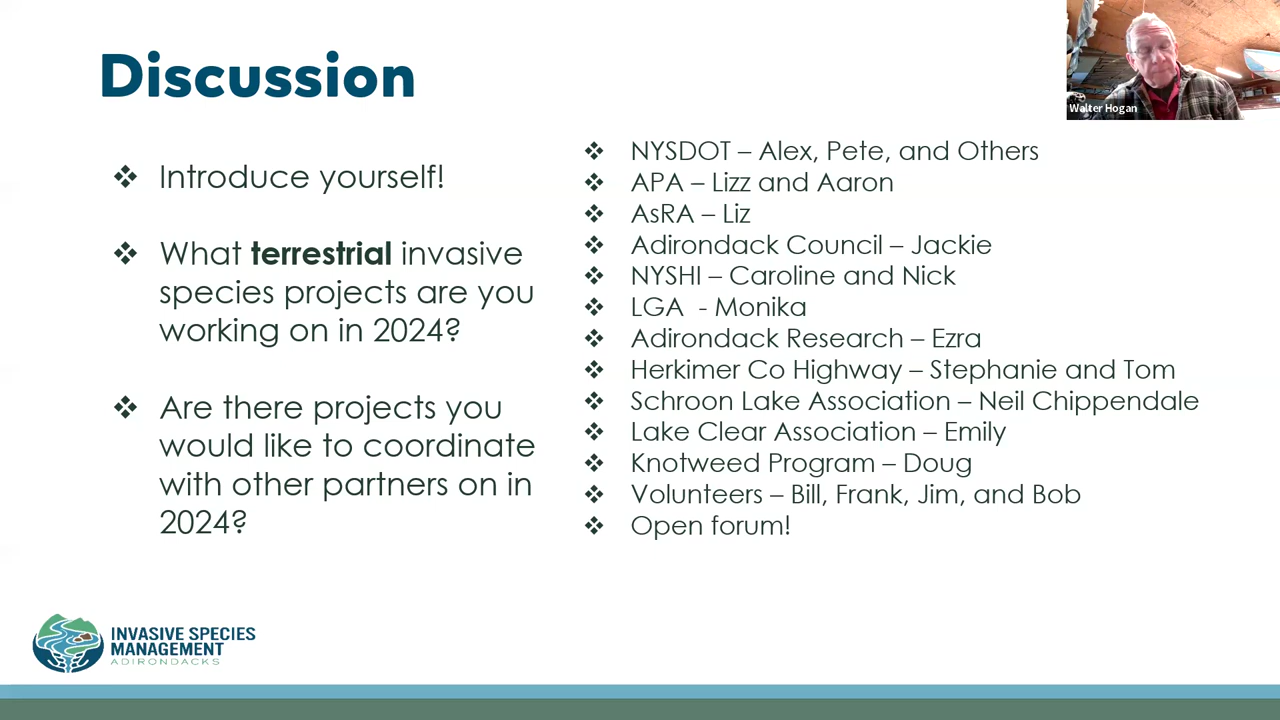 Discussion
Walter Hogan
❖ Introduce yourself!
❖ What terrestrial invasive
species projects are you
working on in 2024?
❖ Are there projects you
would like to coordinate
with other partners on in
2024?
❖ NYSDOT – Alex, Pete, and Others
❖ APA – Lizz and Aaron
❖ AsRA – Liz
❖ Adirondack Council – Jackie
❖ NYSHI – Caroline and Nick
❖ LGA  - Monika
❖ Adirondack Research – Ezra
❖ Herkimer Co Highway – Stephanie and Tom
❖ Schroon Lake Association – Neil Chippendale
❖ Lake Clear Association – Emily
❖ Knotweed Program – Doug
❖ Volunteers – Bill, Frank, Jim, and Bob
❖ Open forum!
INVASIVE SPECIES
MANAGEMENT
ADIRONDACKS